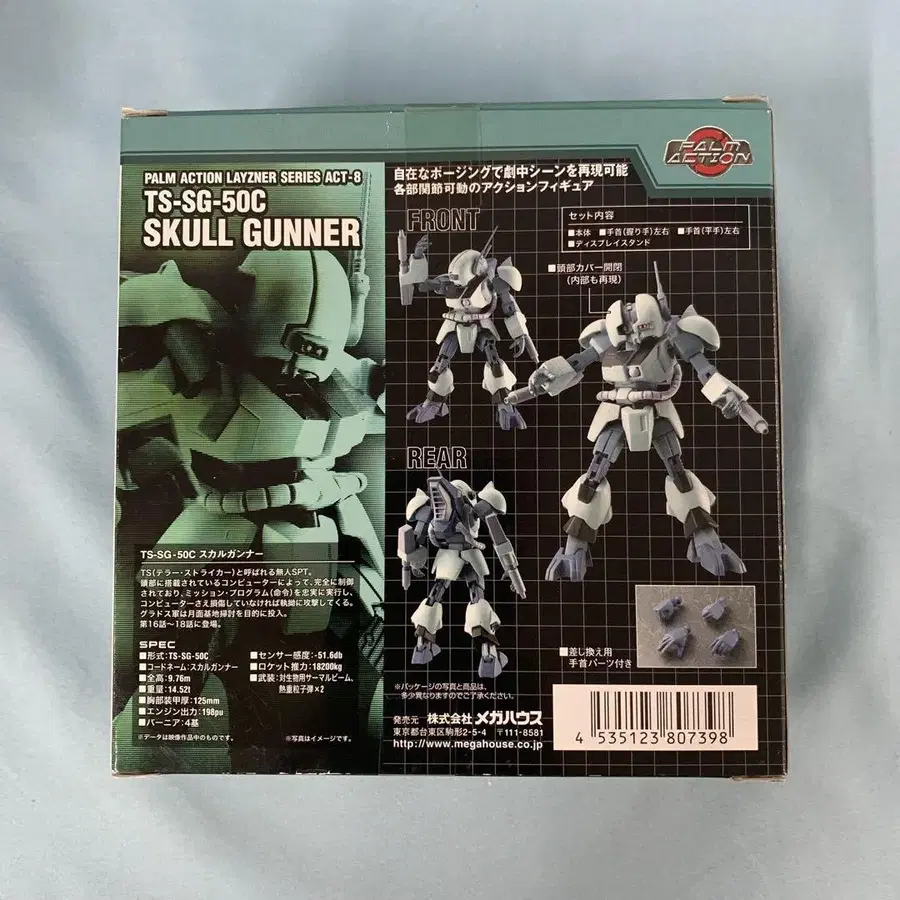 PALM ACTION
PALM ACTION LAYZNER SERIES ACT-8
TS-SG-50C
SKULL GUNNER
自在なポージングで劇中シーンを再現可能
各部関節可動のアクションフィギュア
FRONT
セット内容
■本体 ■手首(握り手)左右 ■手首(平手)左右
■ディスプレイスタンド
■頭部カバー開閉
(内部も再現)
REAR
TS-SG-50C スカルガンナー
TS(テラー・ストライカー)と呼ばれる無人SPT。
頭部に搭載されているコンピューターによって、完全に制御
されており、ミッション・プログラム(命令)を忠実に実行し、
コンピューターさえ損傷していなければ執拗に攻撃してくる。
グラドス軍は月面基地掃討を目的に投入。
第16話~18話に登場。
SPEC
■形式:TS-SG-50C
■コードネーム:スカルガンナー
■全高:9.76m
■重量:14.52t
■胸部装甲厚:125mm
■エンジン出力:198pu
■バーニア:4基
■センサー感度:-51.6db
■ロケット推力:18200kg
■武装:対生物用サーマルビーム、
熱重粒子弾×2
※データは映像作品中のものです。
※写真はイメージです。
■差し換え用
手首パーツ付き
※パッケージの写真と商品は、
多少異なりますのでご了承ください。
発売元 株式会社 メガハウス
東京都台東区駒形2-5-4 〒111-8581
http://www.megahouse.co.jp
4 535123 807398